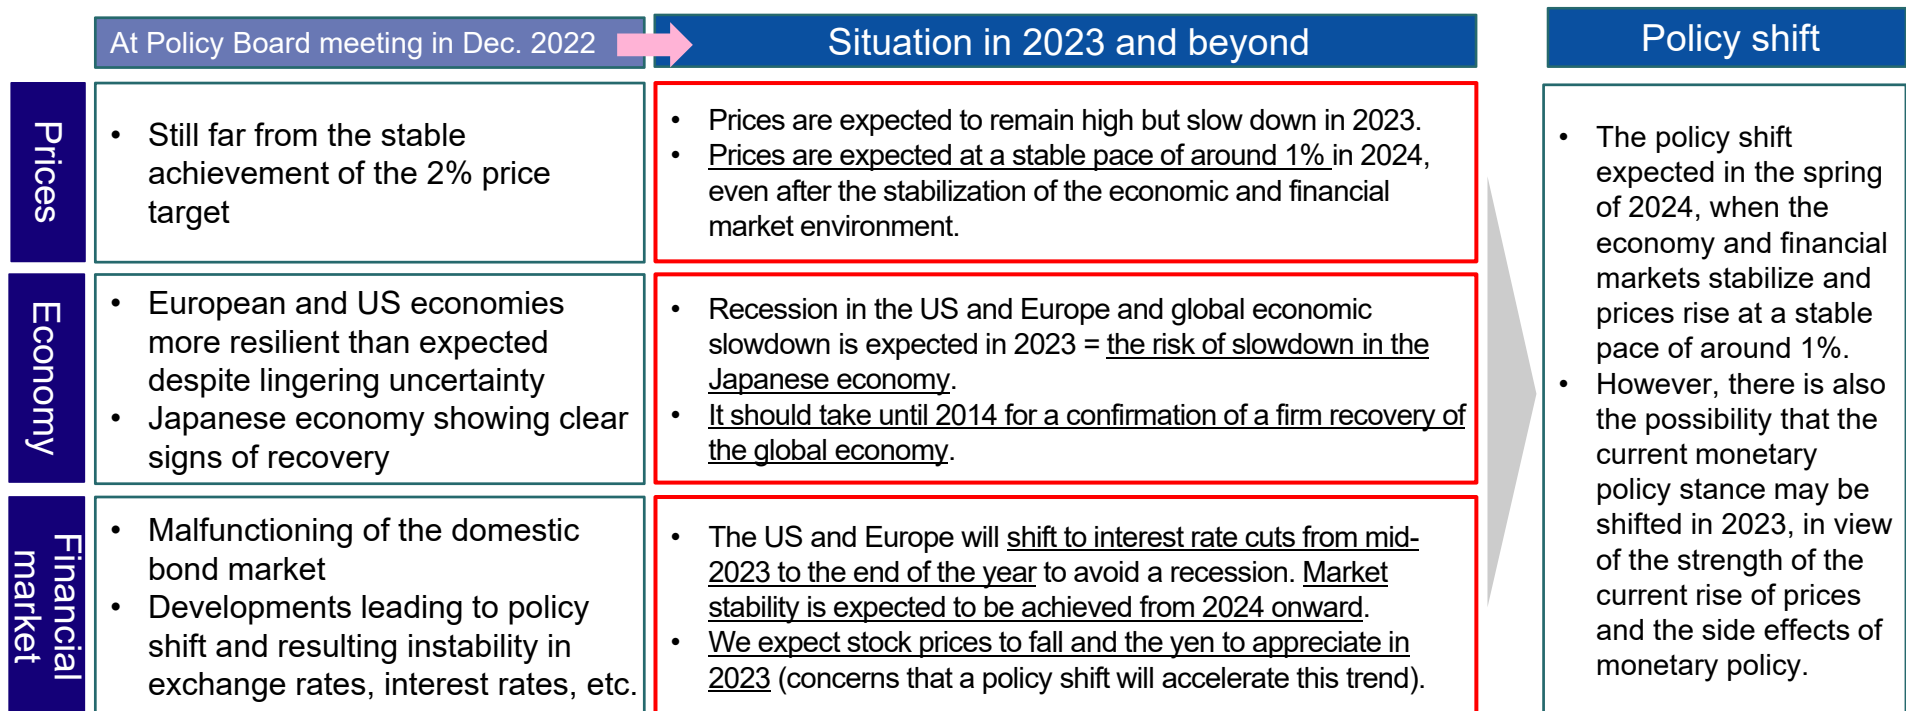 At Policy Board meeting in Dec. 2022
Situation in 2023 and beyond
Policy shift
Prices
• Still far from the stable
achievement of the 2% price
target
• Prices are expected to remain high but slow down in 2023.
• Prices are expected at a stable pace of around 1% in 2024,
even after the stabilization of the economic and financial
market environment.
Economy
• European and US economies
more resilient than expected
despite lingering uncertainty
• Japanese economy showing clear
signs of recovery
• Recession in the US and Europe and global economic
slowdown is expected in 2023 = the risk of slowdown in the
Japanese economy.
• It should take until 2014 for a confirmation of a firm recovery of
the global economy.
Financial
market
• Malfunctioning of the domestic
bond market
• Developments leading to policy
shift and resulting instability in
exchange rates, interest rates, etc.
• The US and Europe will shift to interest rate cuts from mid-
2023 to the end of the year to avoid a recession. Market
stability is expected to be achieved from 2024 onward.
• We expect stock prices to fall and the yen to appreciate in
2023 (concerns that a policy shift will accelerate this trend).
• The policy shift
expected in the spring
of 2024, when the
economy and financial
markets stabilize and
prices rise at a stable
pace of around 1%.
• However, there is also
the possibility that the
current monetary
policy stance may be
shifted in 2023, in view
of the strength of the
current rise of prices
and the side effects of
monetary policy.